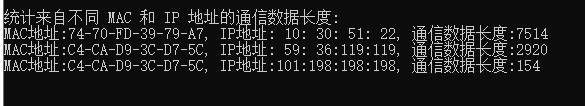 统计来自不同 MAC 和 IP 地址的通信数据长度:
MAC地址:74-70-FD-39-79-A7, IP地址: 10: 30: 51: 22, 通信数据长度:7514
MAC地址:C4-CA-D9-3C-D7-5C, IP地址: 59: 36:119:119, 通信数据长度:2920
MAC地址:C4-CA-D9-3C-D7-5C, IP地址:101:198:198:198, 通信数据长度:154